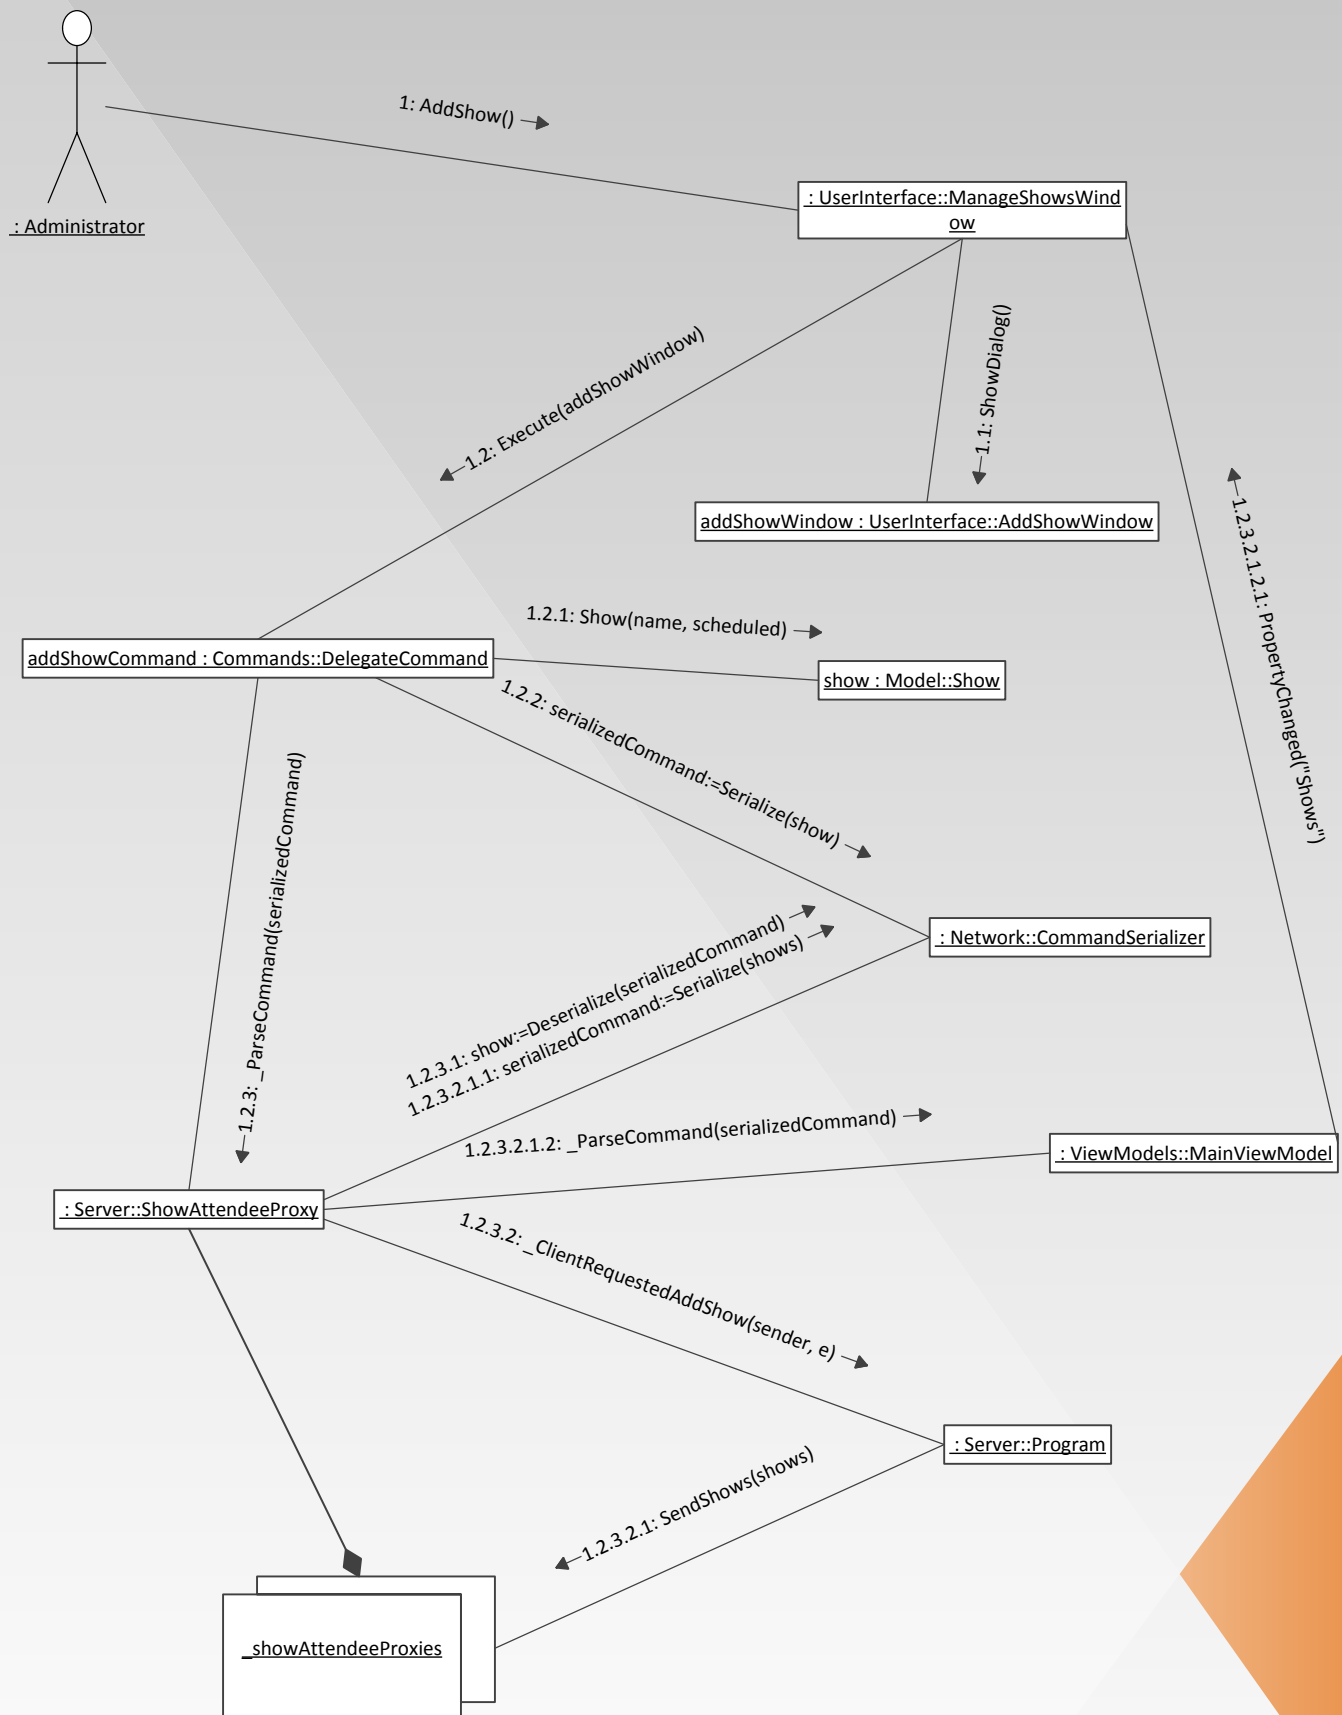 1: AddShow()
: UserInterface::ManageShowsWind
ow
: Administrator
1.2: Execute(addShowWindow)
1.1: ShowDialog()
addShowWindow : UserInterface::AddShowWindow
1.2.3.2.1.2.1: PropertyChanged("Shows")
1.2.1: Show(name, scheduled)
addShowCommand : Commands::DelegateCommand
show : Model::Show
1.2.2: serializedCommand:=Serialize(show)
1.2.3: _ParseCommand(serializedCommand)
: Network::CommandSerializer
1.2.3.1: show:=Deserialize(serializedCommand)
1.2.3.2.1.1: serializedCommand:=Serialize(shows)
1.2.3.2.1.2: _ParseCommand(serializedCommand)
: ViewModels::MainViewModel
: Server::ShowAttendeeProxy
1.2.3.2: _ClientRequestedAddShow(sender, e)
: Server::Program
1.2.3.2.1: SendShows(shows)
_showAttendeeProxies